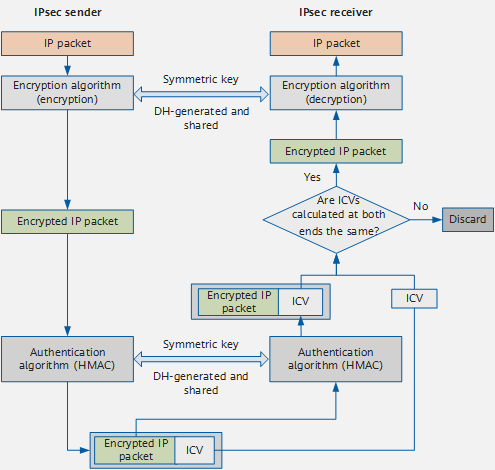 IPsec sender
IPsec receiver
IP packet
IP packet
Encryption algorithm
(encryption)
Symmetric key
DH-generated and
shared
Encryption algorithm
(decryption)
Encrypted IP packet
Yes
Are ICVs
calculated at both
ends the same?
No
Discard
Encrypted IP packet
Encrypted IP
packet
ICV
ICV
Authentication
algorithm (HMAC)
Symmetric key
DH-generated and
shared
Authentication
algorithm (HMAC)
Encrypted IP
packet
ICV